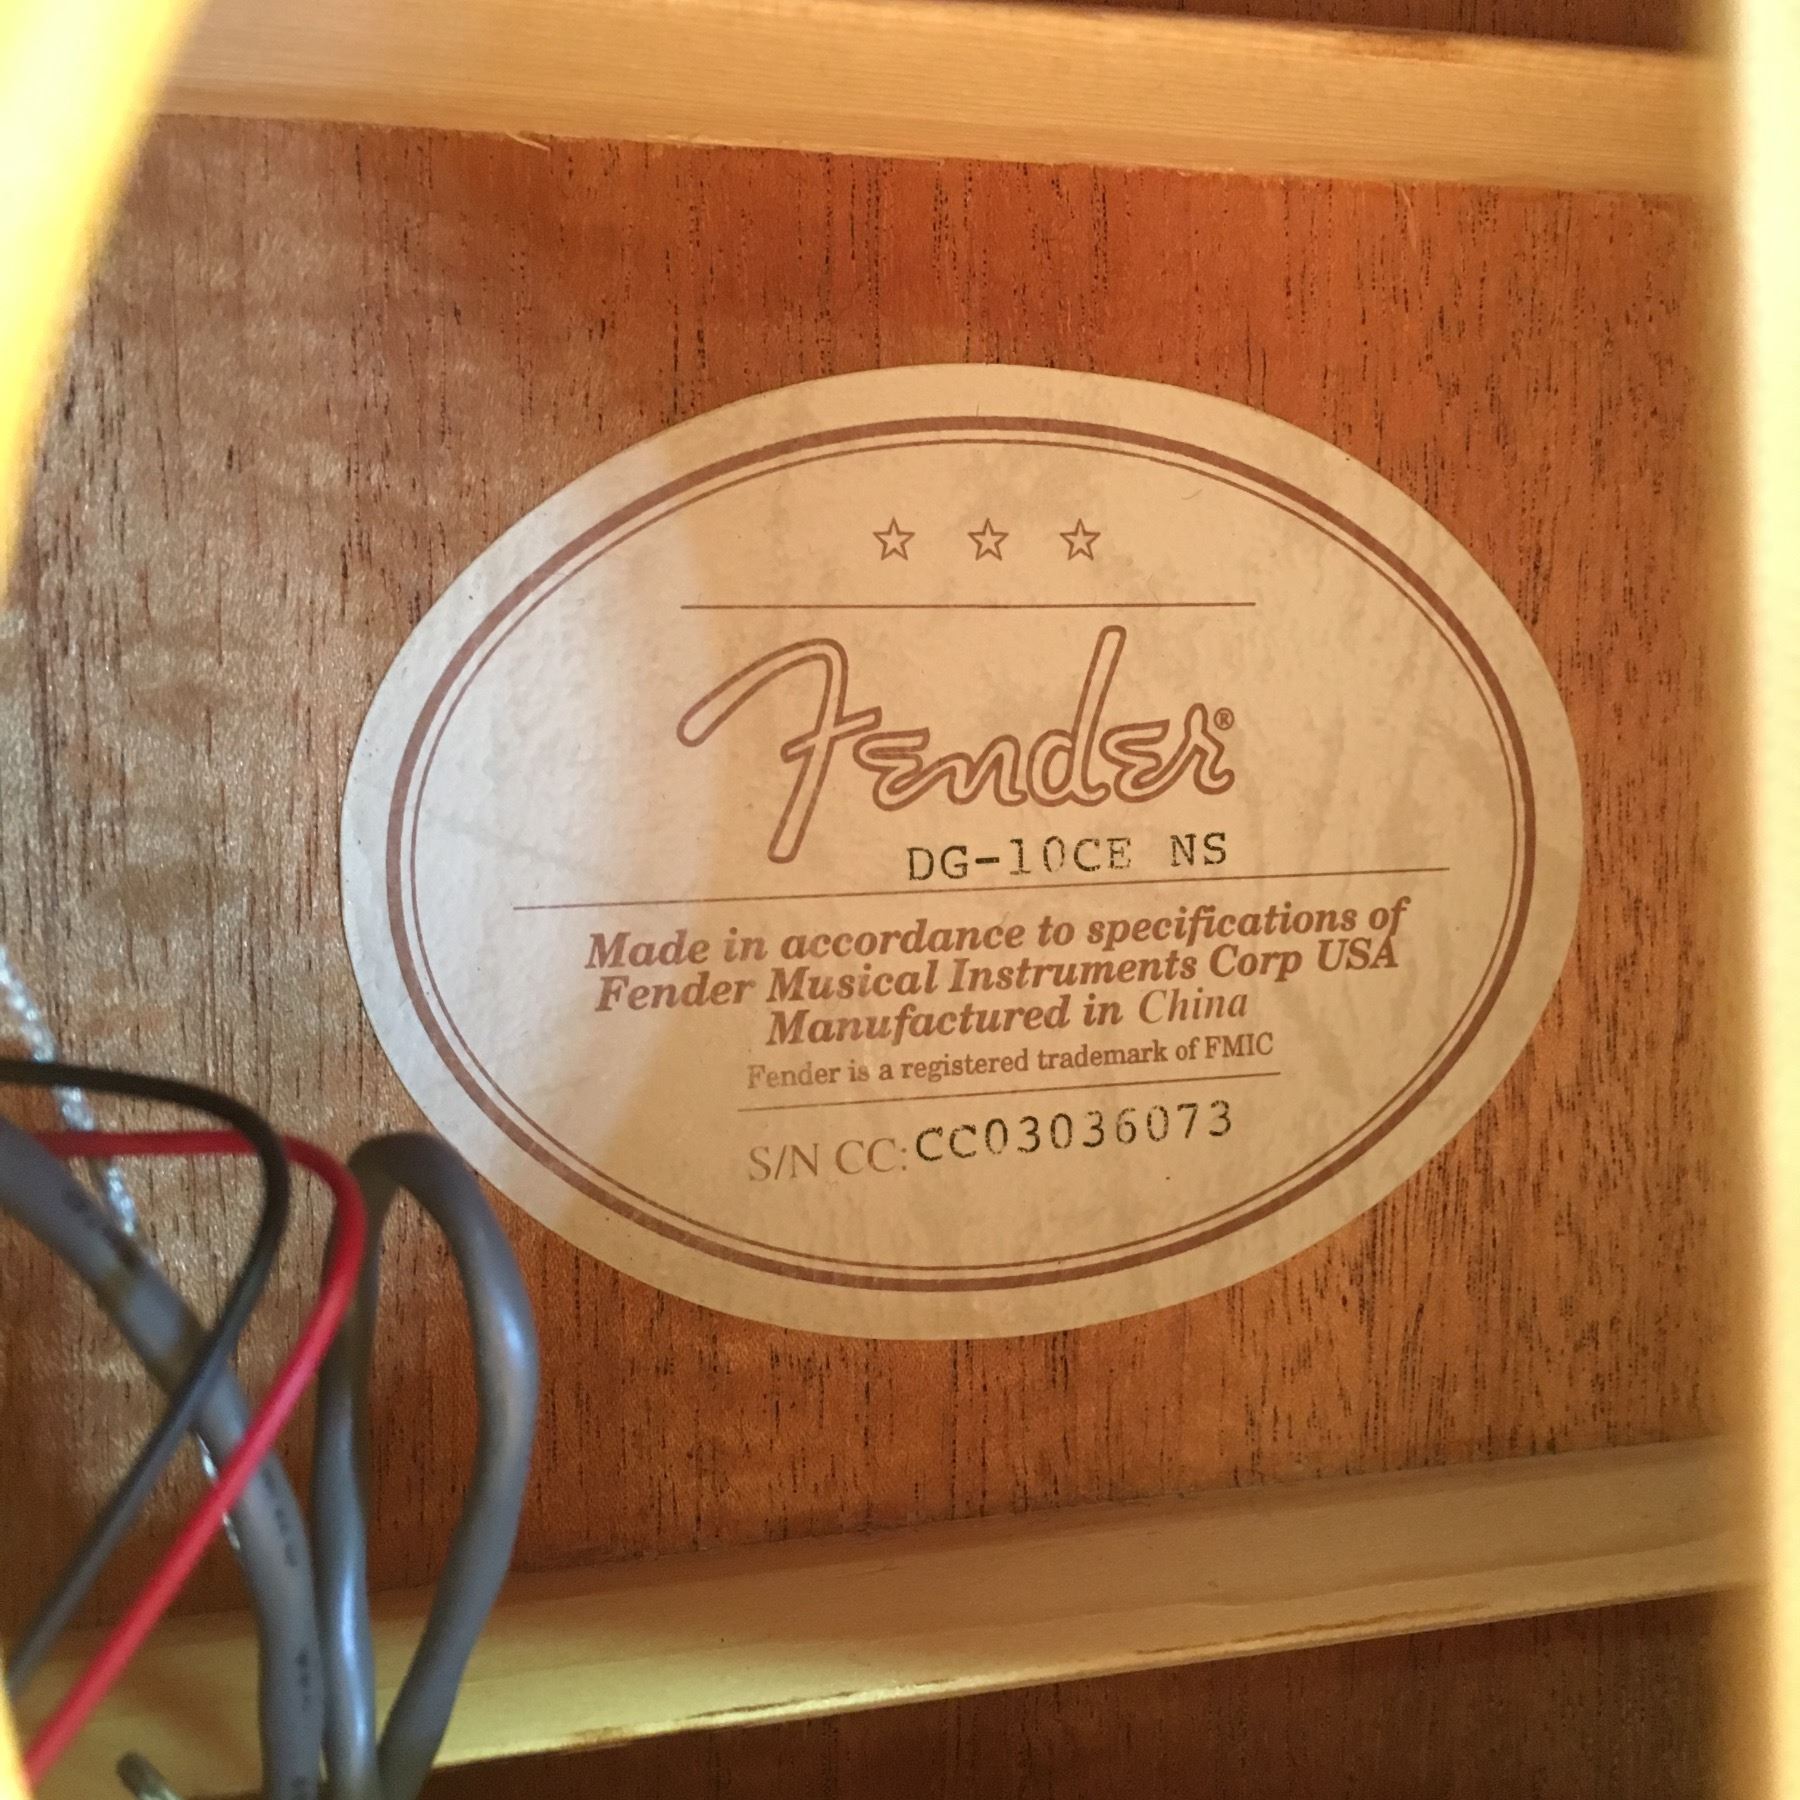 Fender®
DG-10CE NS
Made in accordance to specifications of
Fender Musical Instruments Corp USA
Manufactured in China
Fender is a registered trademark of FMIC
S/N CC: CC03036073